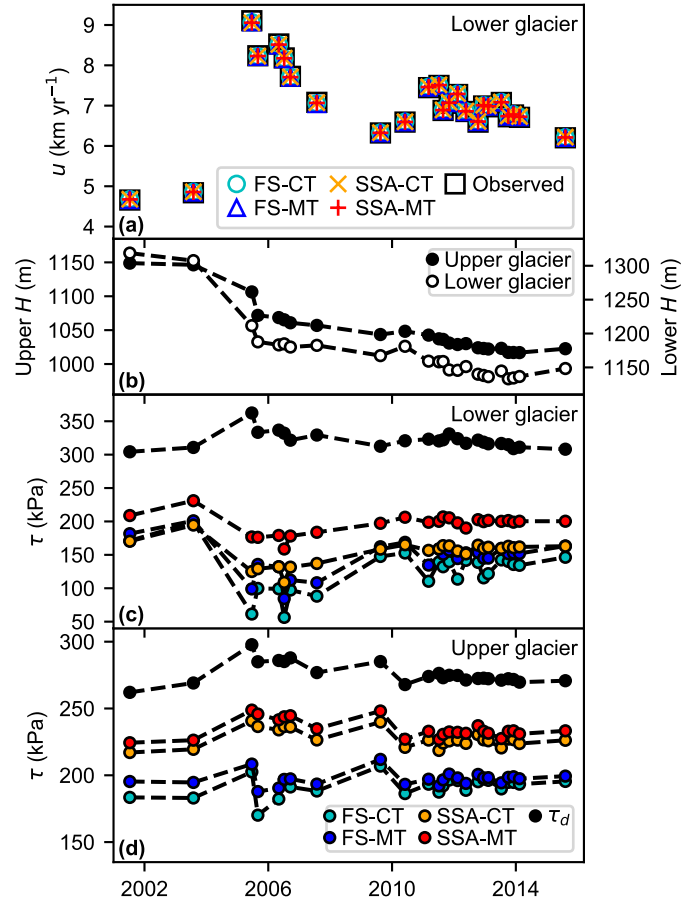 Lower glacier
9
8
7
6
5
4
u (km yr⁻¹)
FS-CT SSA-CT Observed
FS-MT SSA-MT
(a)
1150
1100
1050
1000
Upper H (m)
Upper glacier
Lower glacier
1300
1250
1200
1150
Lower H (m)
(b)
Lower glacier
350
300
250
200
150
100
50
τ (kPa)
(c)
Upper glacier
300
250
200
150
τ (kPa)
FS-CT SSA-CT τ_d
FS-MT SSA-MT
(d)
2002 2006 2010 2014